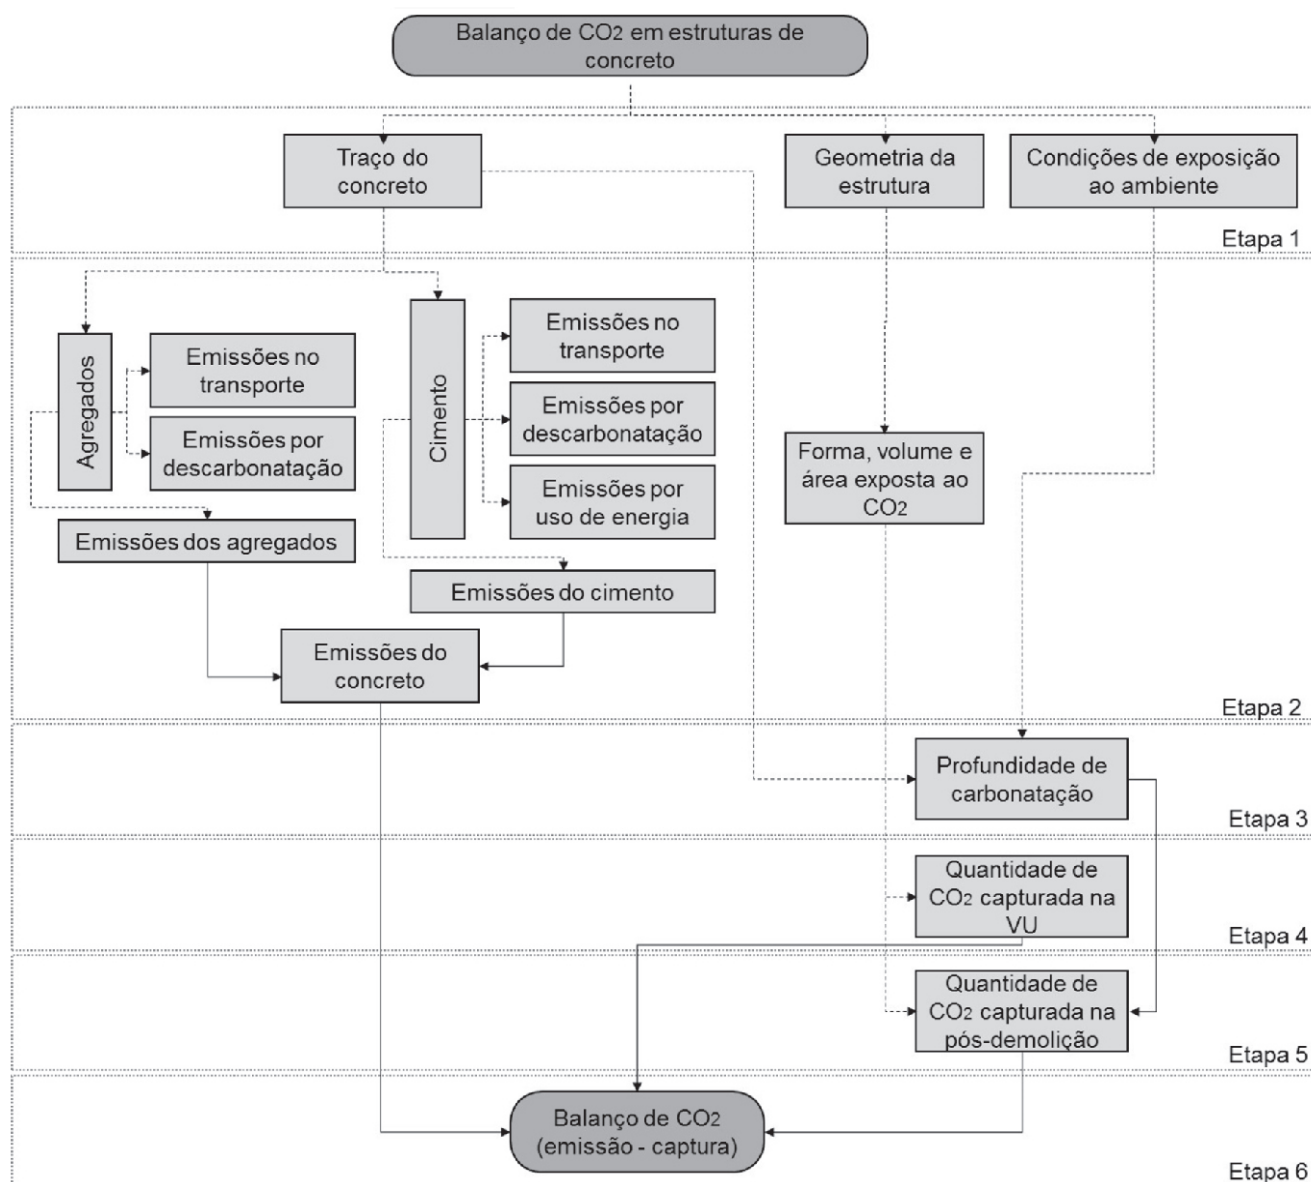 Balanço de CO2 em estruturas de
concreto
Traço do
concreto
Geometria da
estrutura
Condições de exposição
ao ambiente
Etapa 1
Agregados
Emissões no
transporte
Emissões por
descarbonatação
Emissões dos agregados
Cimento
Emissões no
transporte
Emissões por
descarbonatação
Emissões por
uso de energia
Emissões do cimento
Emissões do
concreto
Forma, volume e
área exposta ao
CO2
Etapa 2
Profundidade de
carbonatação
Etapa 3
Quantidade de
CO2 capturada na
VU
Etapa 4
Quantidade de
CO2 capturada na
pós-demolição
Etapa 5
Balanço de CO2
(emissão - captura)
Etapa 6